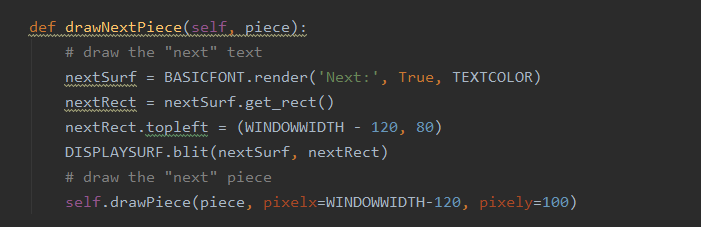 def drawNextPiece(self, piece):
# draw the "next" text
nextSurf = BASICFONT.render('Next:', True, TEXTCOLOR)
nextRect = nextSurf.get_rect()
nextRect.topleft = (WINDOWWIDTH - 120, 80)
DISPLAYSURF.blit(nextSurf, nextRect)
# draw the "next" piece
self.drawPiece(piece, pixelx=WINDOWWIDTH-120, pixely=100)